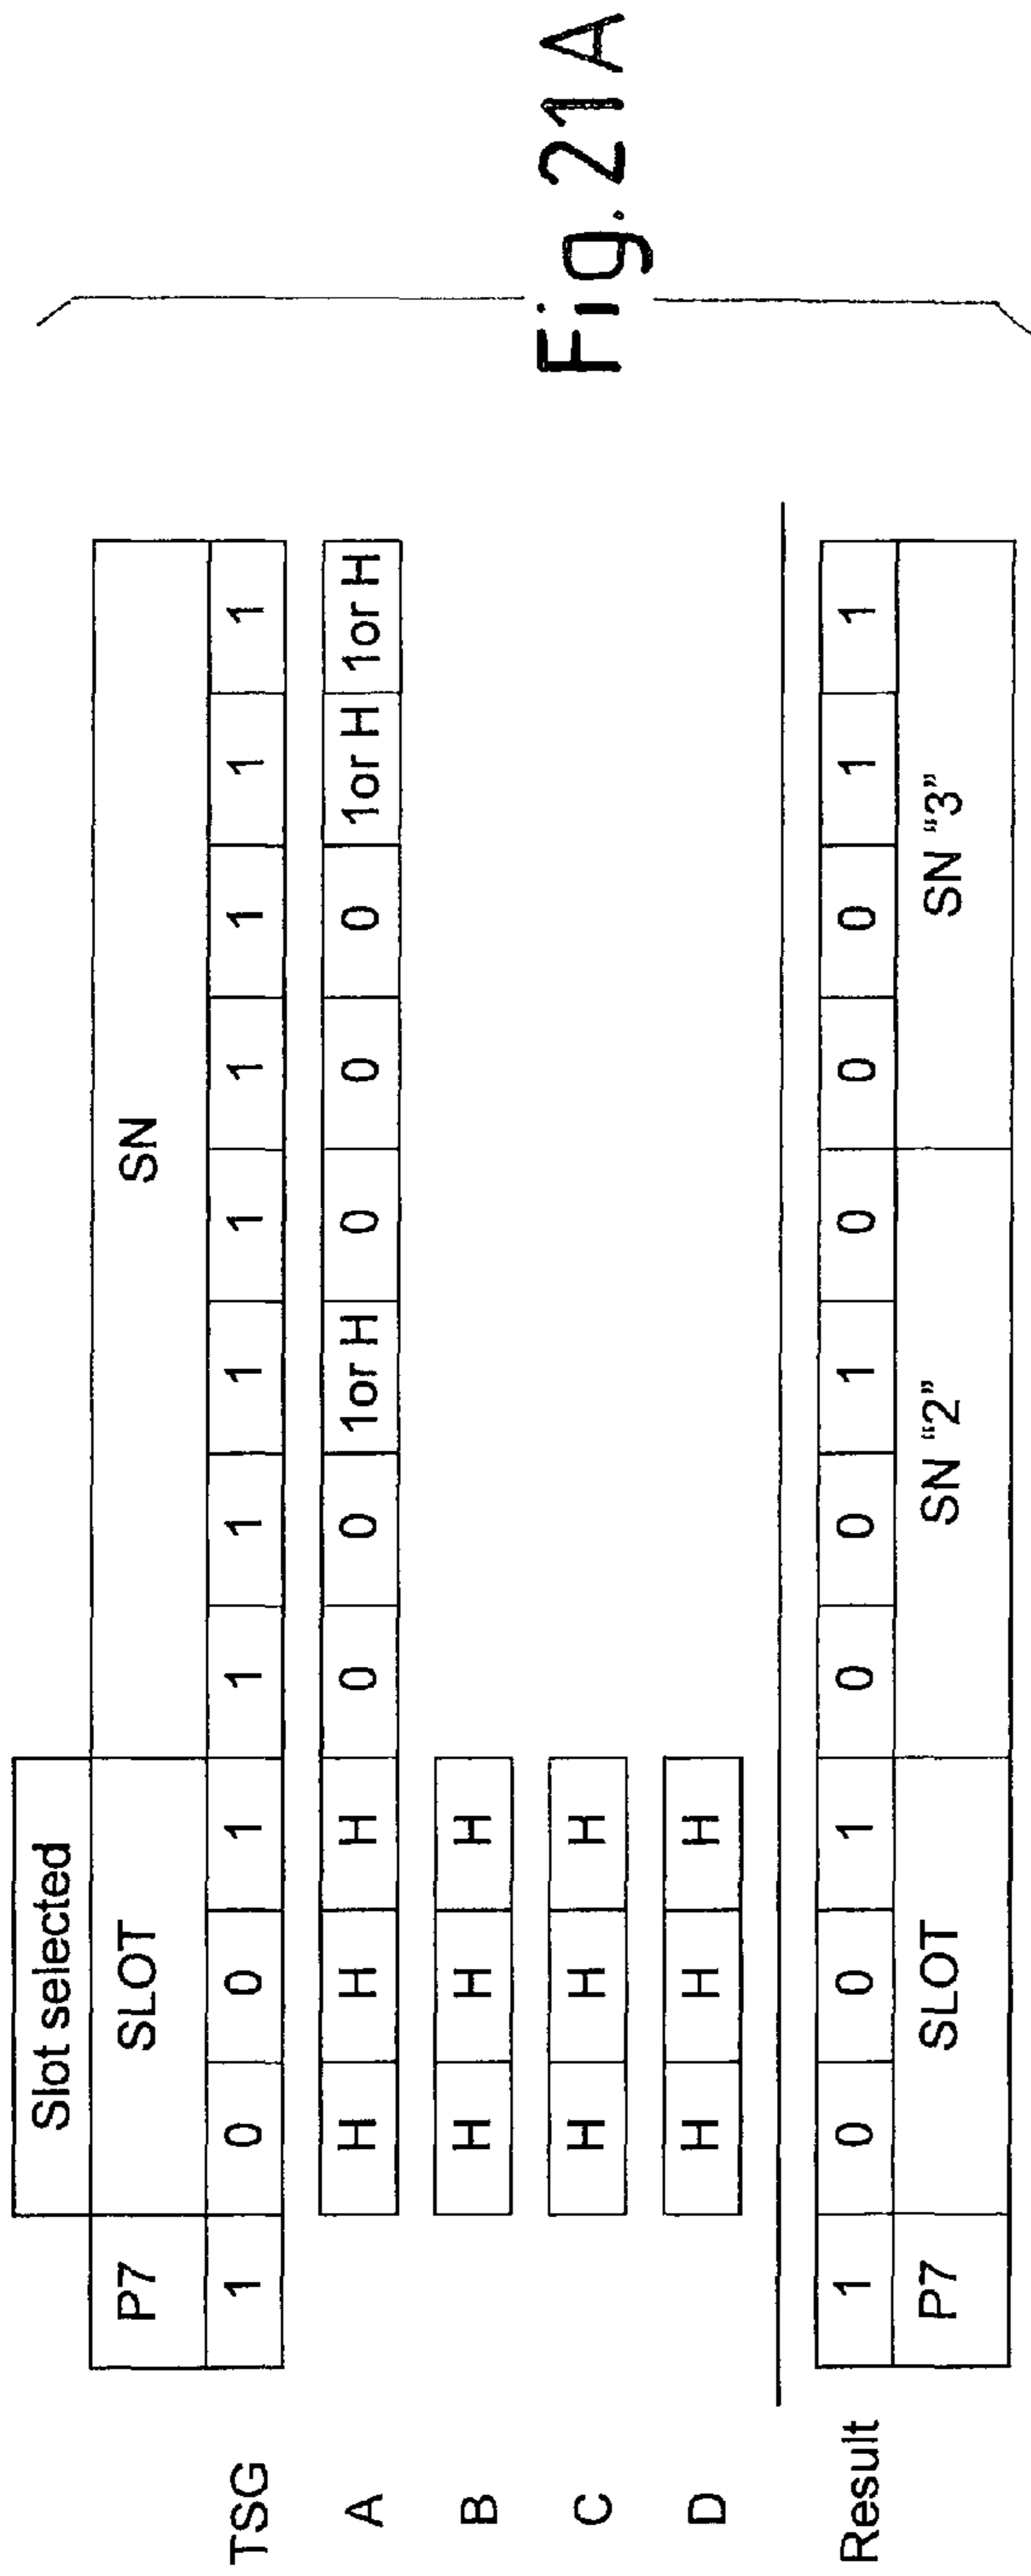 Slot selected
P7 SLOT SN
TSG 1 0 0 1 1 1 1 1 1 1 1 1
A H H H 0 0 1or H 0 0 0 1or H 1or H
B H H H
C H H H
D H H H
Result 1 0 0 1 0 0 1 0 0 0 1 1
P7 SLOT SN “2” SN “3”
Fig. 21A